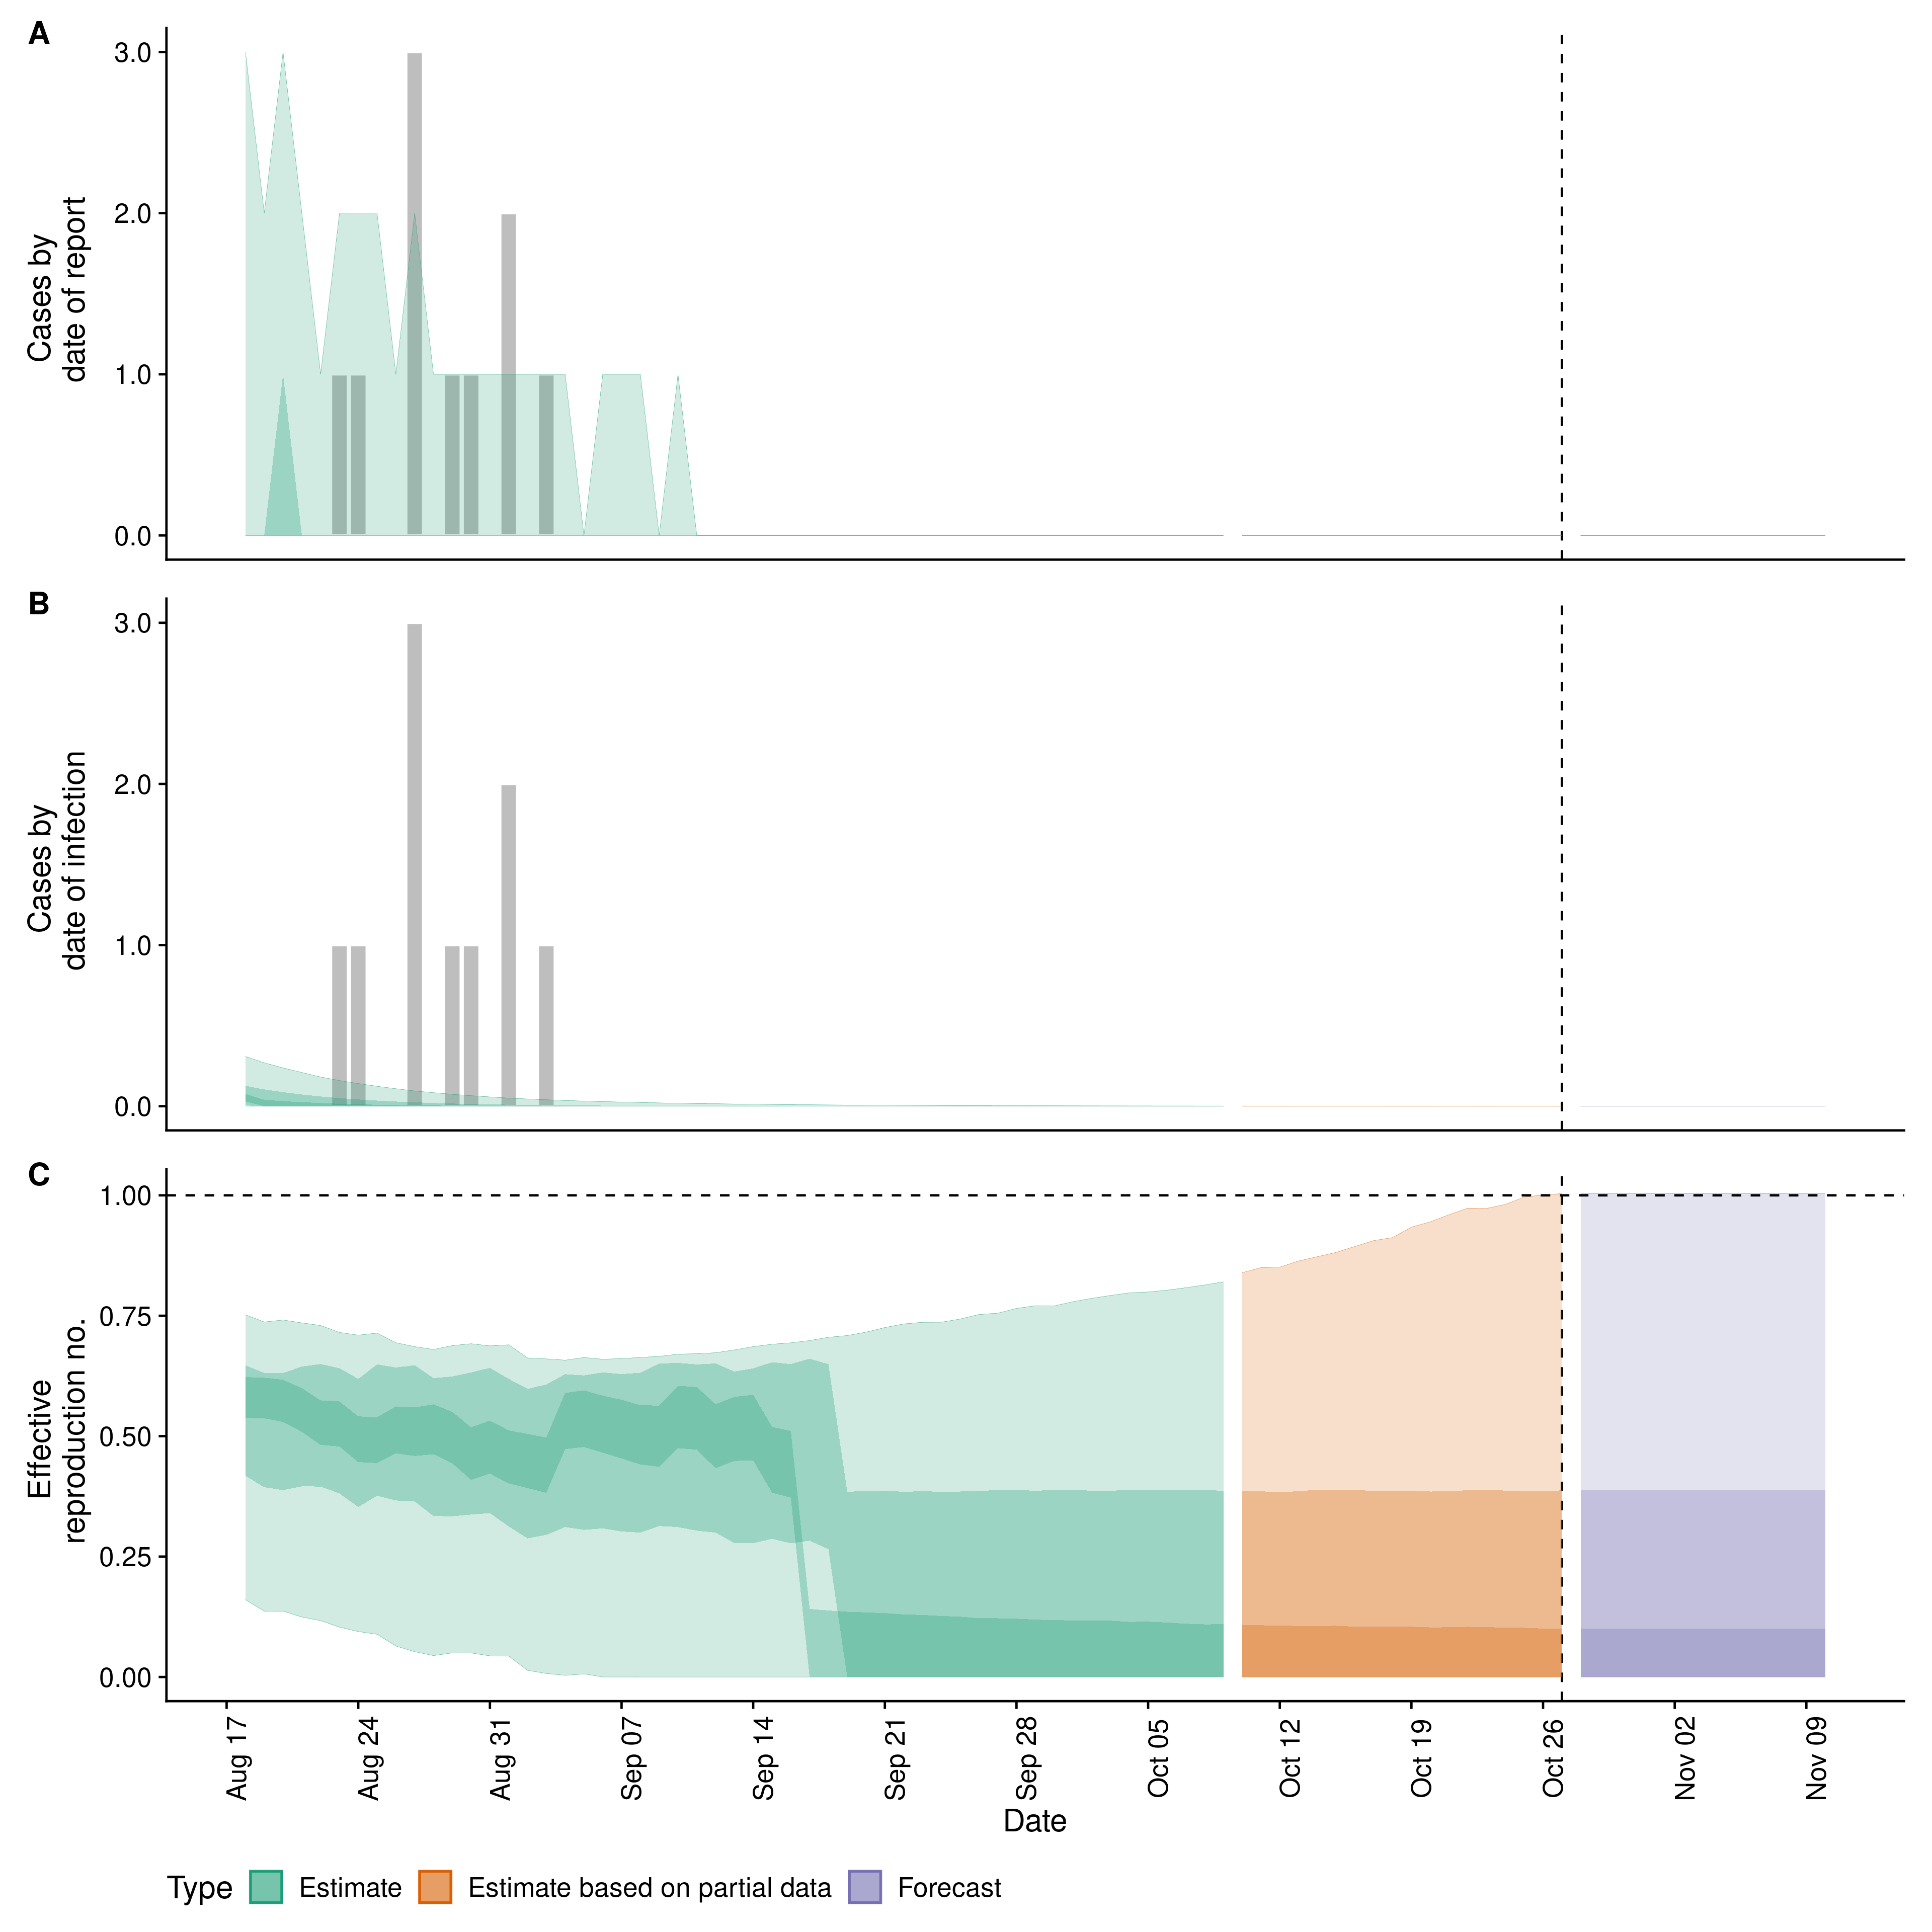 A
Cases by
date of report
3.0
2.0
1.0
0.0
B
Cases by
date of infection
3.0
2.0
1.0
0.0
C
Effective
reproduction no.
1.00
0.75
0.50
0.25
0.00
Aug 17
Aug 24
Aug 31
Sep 07
Sep 14
Sep 21
Sep 28
Oct 05
Oct 12
Oct 19
Oct 26
Nov 02
Nov 09
Date
Type Estimate Estimate based on partial data Forecast